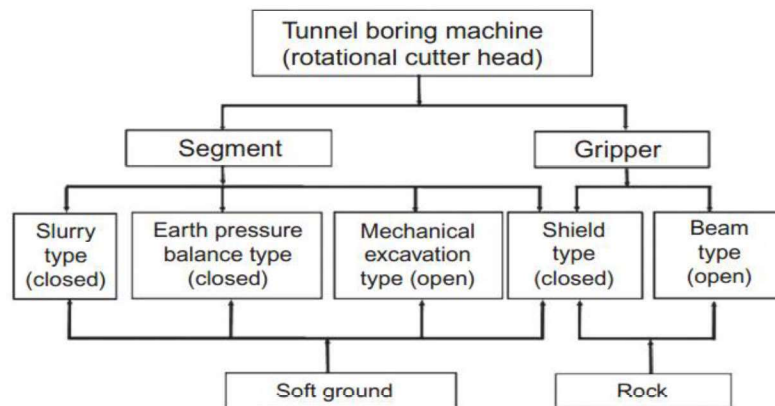 Tunnel boring machine
(rotational cutter head)
Segment
Gripper
Slurry
type
(closed)
Earth pressure
balance type
(closed)
Mechanical
excavation
type (open)
Shield
type
(closed)
Beam
type
(open)
Soft ground
Rock